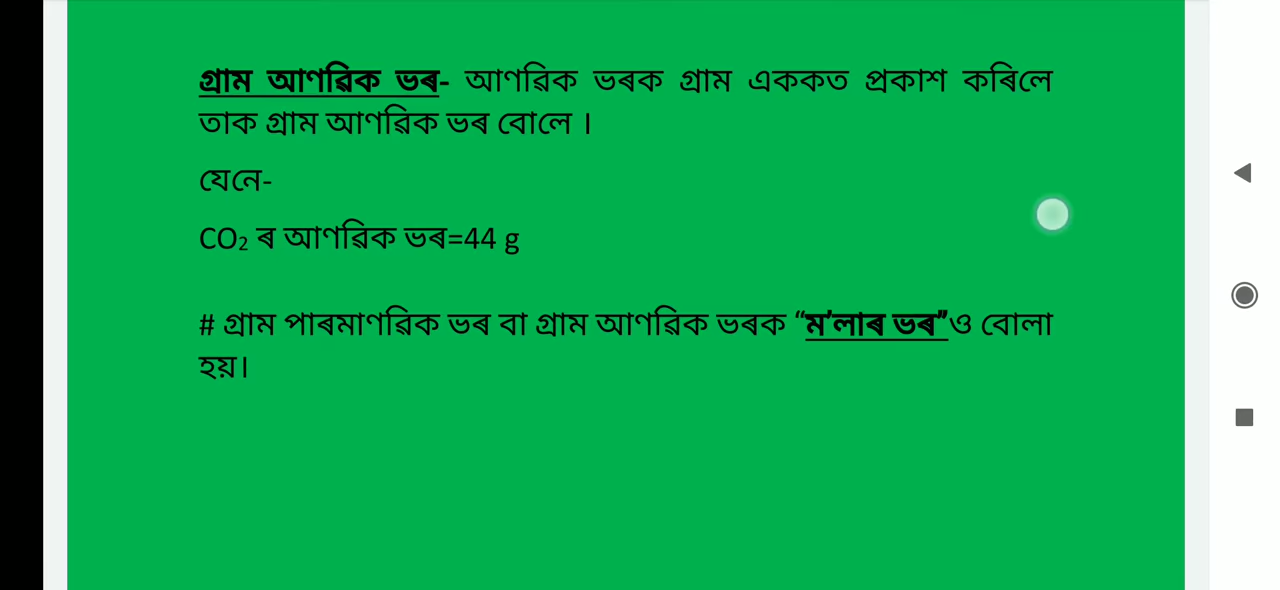 গ্ৰাম আণৱিক ভৰ- আণৱিক ভৰক গ্ৰাম এককত প্ৰকাশ কৰিলে
তাক গ্ৰাম আণৱিক ভৰ বোলে ।
যেনে-
CO₂ ৰ আণৱিক ভৰ=44 g
# গ্ৰাম পাৰমাণৱিক ভৰ বা গ্ৰাম আণৱিক ভৰক “ম’লাৰ ভৰ”ও বোলা
হয়।